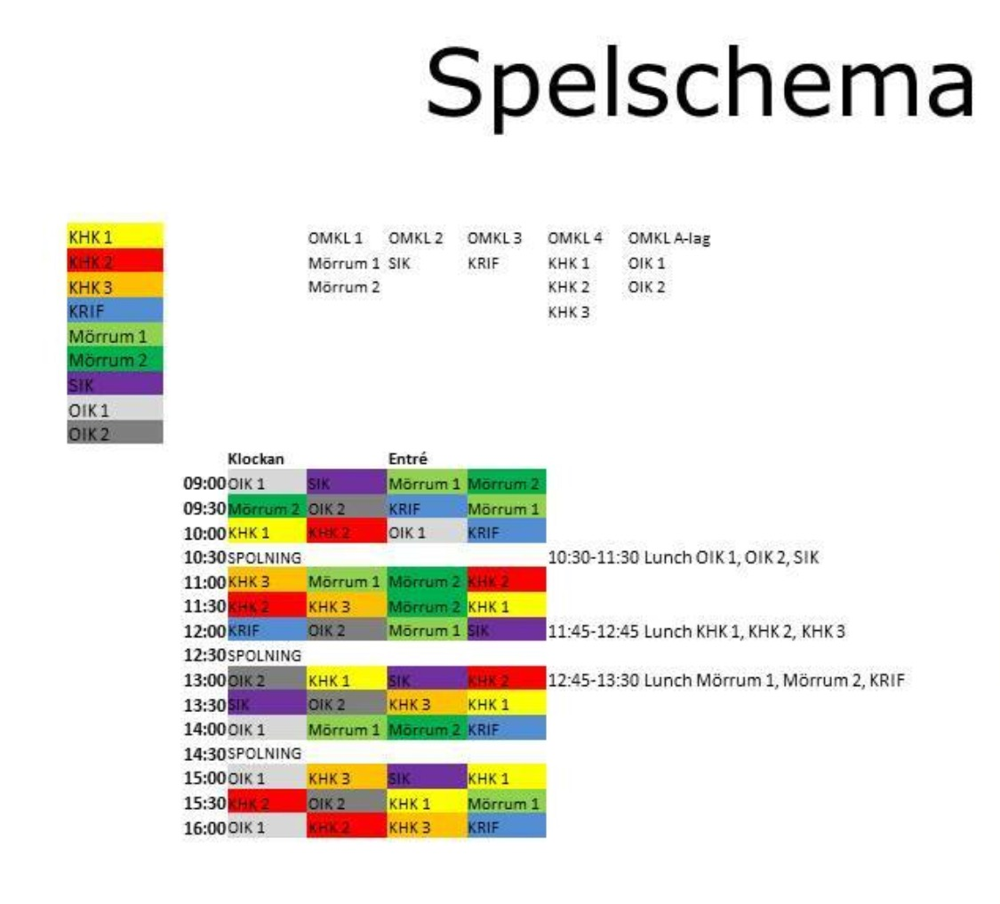 Spelschema
KHK 1 OMKL 1 OMKL 2 OMKL 3 OMKL 4 OMKL A-lag
KHK 2 Mörrum 1 SIK KRIF KHK 1 OIK 1
KHK 3 Mörrum 2 KHK 2 OIK 2
KRIF KHK 3
Mörrum 1
Mörrum 2
SIK
OIK 1
OIK 2
Klockan Entré
09:00 OIK 1 SIK Mörrum 1 Mörrum 2
09:30 Mörrum 2 OIK 2 KRIF Mörrum 1
10:00 KHK 1 KHK 2 OIK 1 KRIF
10:30 SPOLNING 10:30-11:30 Lunch OIK 1, OIK 2, SIK
11:00 KHK 3 Mörrum 1 Mörrum 2 KHK 2
11:30 KHK 2 KHK 3 Mörrum 2 KHK 1
12:00 KRIF OIK 2 Mörrum 1 SIK 11:45-12:45 Lunch KHK 1, KHK 2, KHK 3
12:30 SPOLNING
13:00 OIK 2 KHK 1 SIK KHK 2 12:45-13:30 Lunch Mörrum 1, Mörrum 2, KRIF
13:30 SIK OIK 2 KHK 3 KHK 1
14:00 OIK 1 Mörrum 1 Mörrum 2 KRIF
14:30 SPOLNING
15:00 OIK 1 KHK 3 SIK KHK 1
15:30 KHK 2 OIK 2 KHK 1 Mörrum 1
16:00 OIK 1 KHK 2 KHK 3 KRIF